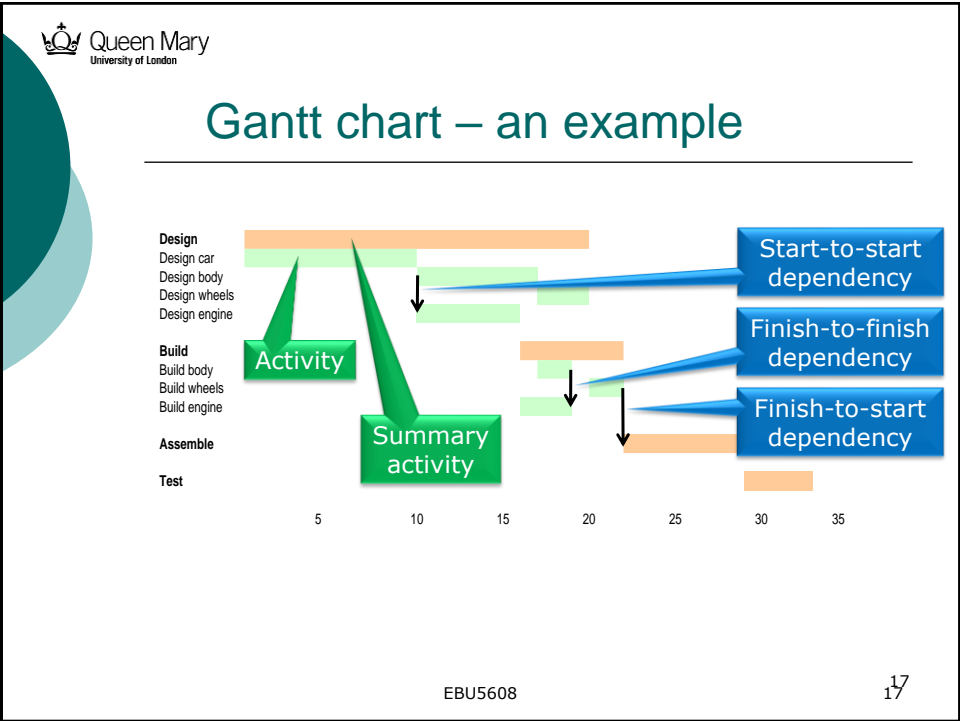 Queen Mary
University of London
Gantt chart – an example
Design
Design car
Design body
Design wheels
Design engine
Build
Build body
Build wheels
Build engine
Assemble
Test
Activity
Summary
activity
Start-to-start
dependency
Finish-to-finish
dependency
Finish-to-start
dependency
5 10 15 20 25 30 35
EBU5608
17
17